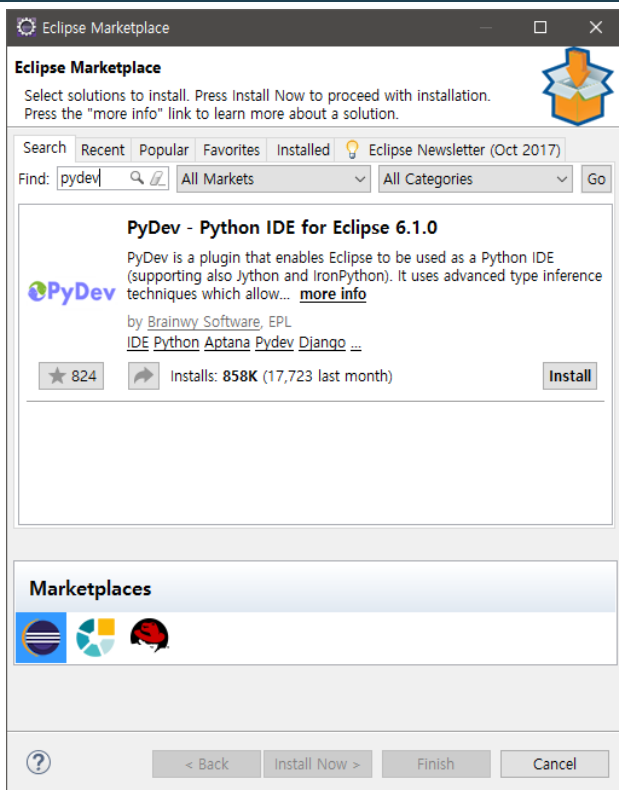 Eclipse Marketplace
Eclipse Marketplace
Select solutions to install. Press Install Now to proceed with installation.
Press the "more info" link to learn more about a solution.
Search Recent Popular Favorites Installed Eclipse Newsletter (Oct 2017)
Find: pydev All Markets All Categories Go
PyDev - Python IDE for Eclipse 6.1.0
PyDev is a plugin that enables Eclipse to be used as a Python IDE
(supporting also Jython and IronPython). It uses advanced type inference
PyDev techniques which allow... more info
by Brainwy Software, EPL
IDE Python Aptana Pydev Django ...
824 Installs: 858K (17,723 last month) Install
Marketplaces
? < Back Install Now > Finish Cancel